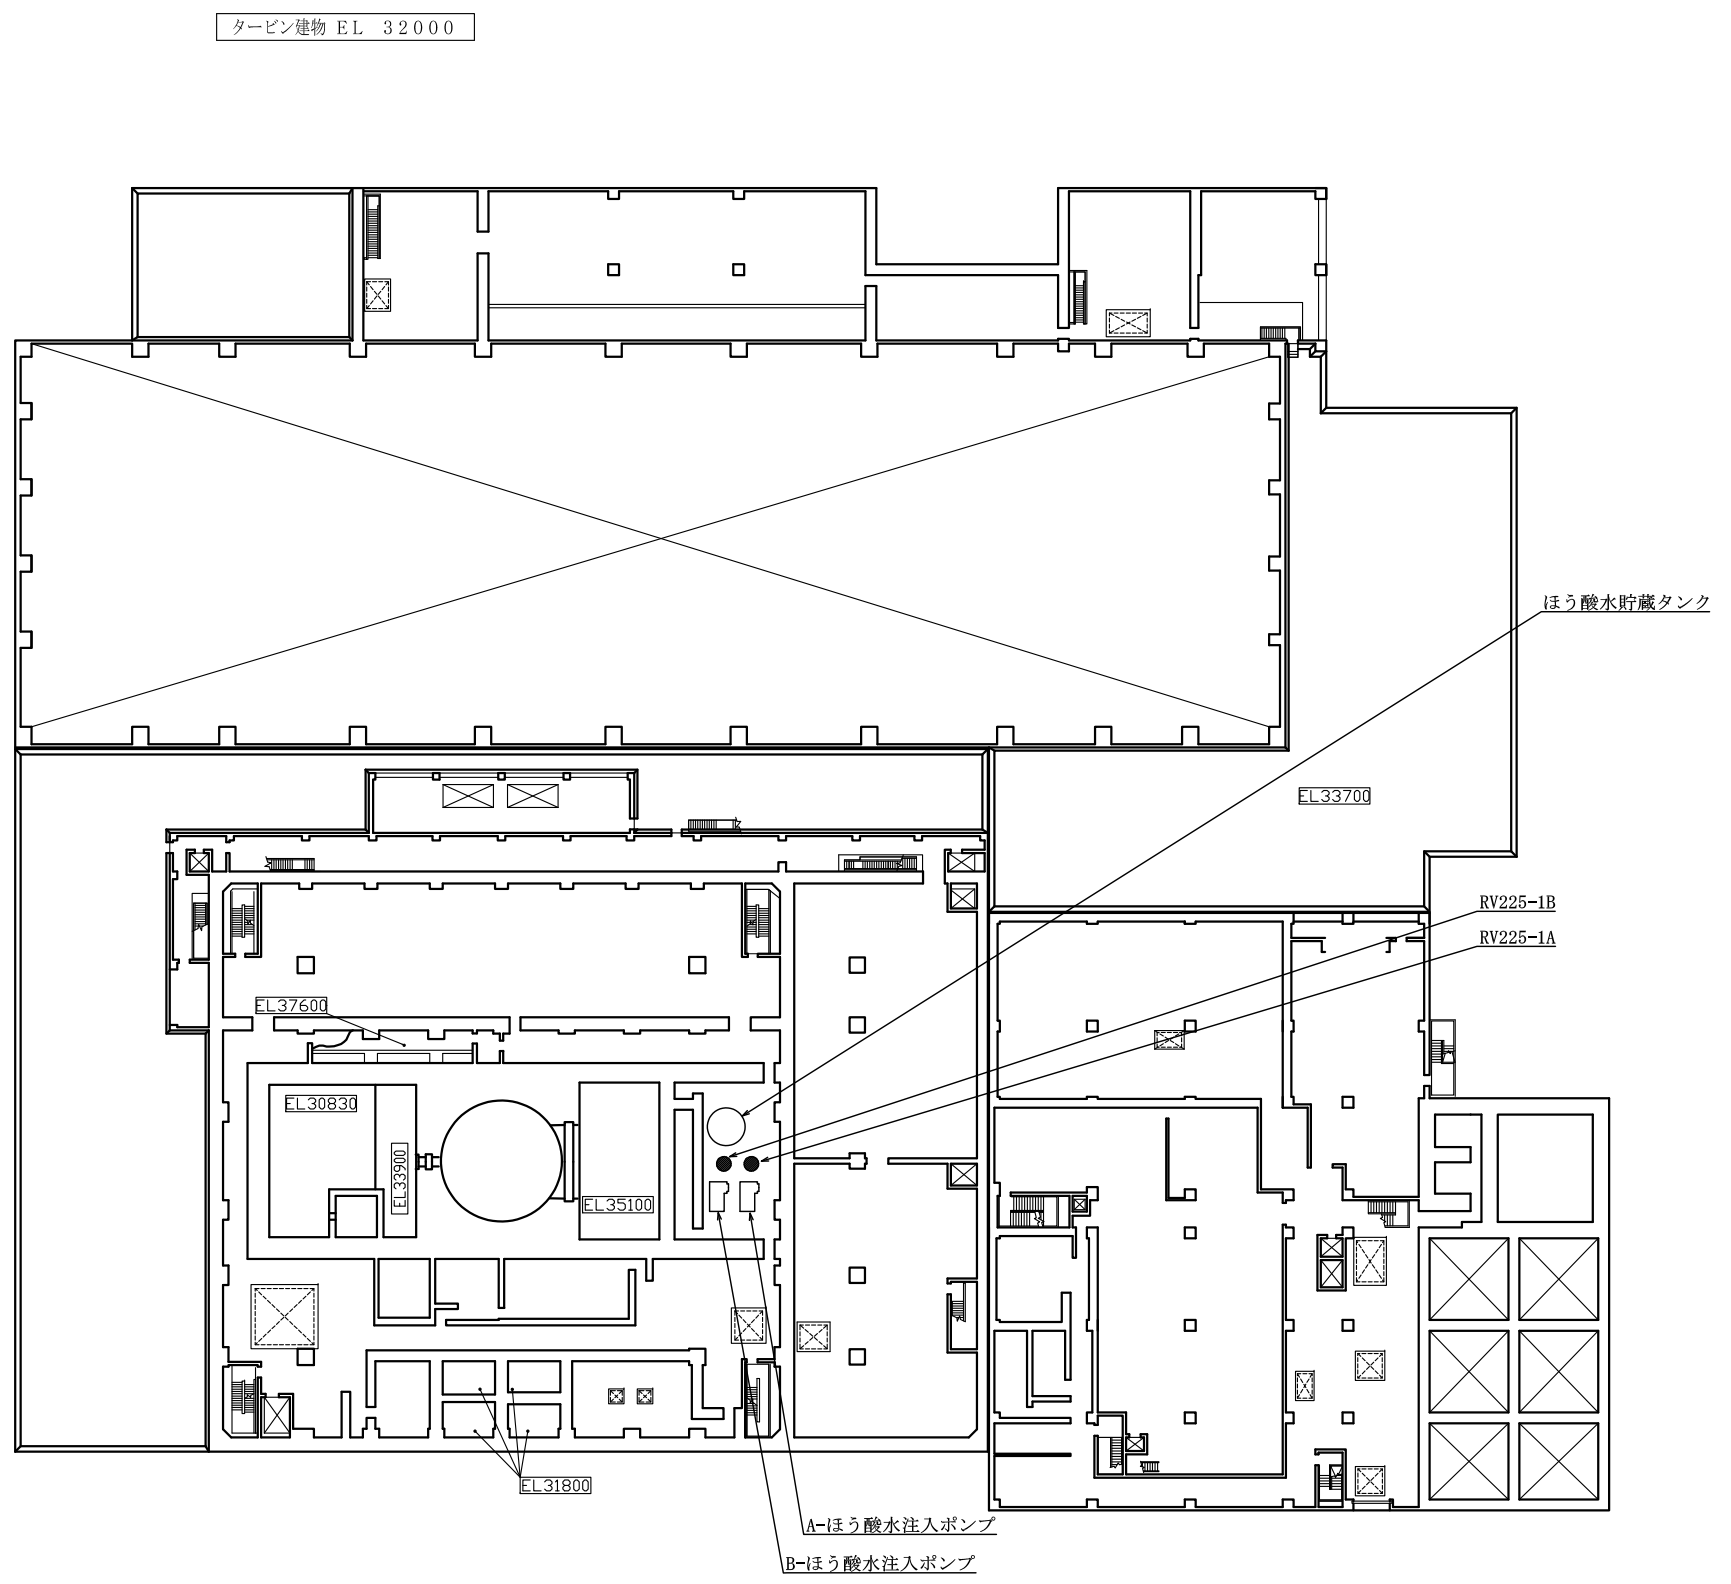 タービン建物 EL 32000
ほう酸水貯蔵タンク
EL33700
RV225-1B
RV225-1A
EL37600
EL30830
EL33900
EL35100
EL31800
A-ほう酸水注入ポンプ
B-ほう酸水注入ポンプ